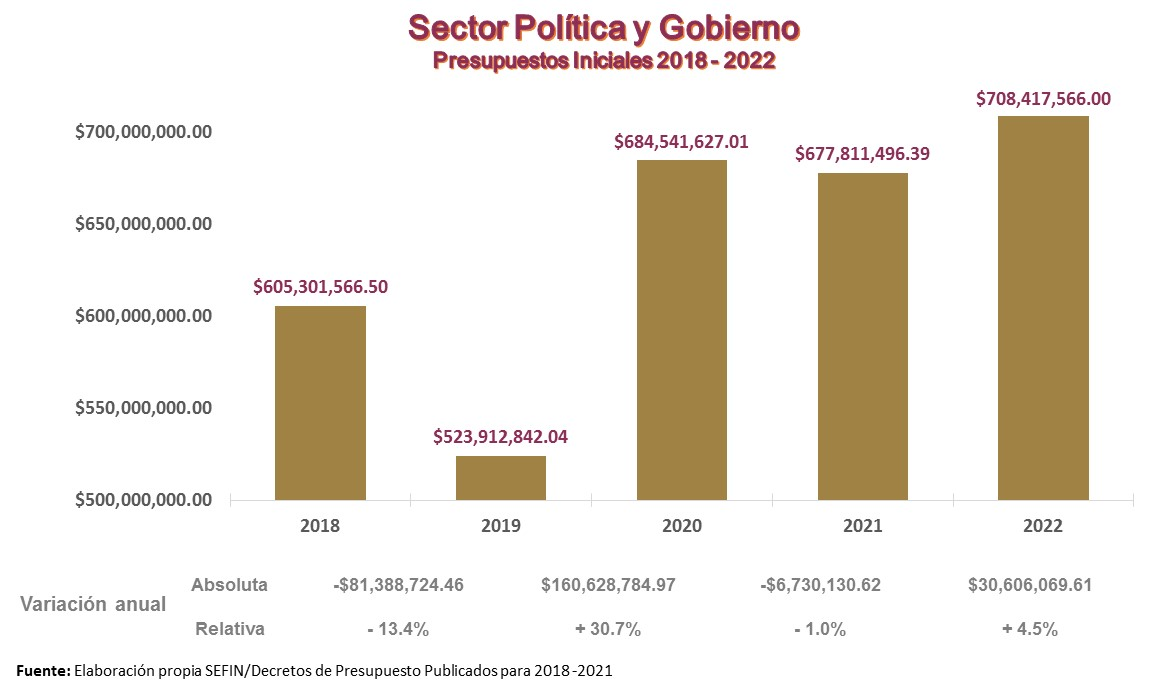 Sector Política y Gobierno
Presupuestos Iniciales 2018 - 2022
$708,417,566.00
$700,000,000.00
$684,541,627.01
$677,811,496.39
$650,000,000.00
$605,301,566.50
$600,000,000.00
$550,000,000.00
$523,912,842.04
$500,000,000.00
2018 2019 2020 2021 2022
Variación anual
Absoluta -$81,388,724.46 $160,628,784.97 -$6,730,130.62 $30,606,069.61
Relativa - 13.4% + 30.7% - 1.0% + 4.5%
Fuente: Elaboración propia SEFIN/Decretos de Presupuesto Publicados para 2018 -2021